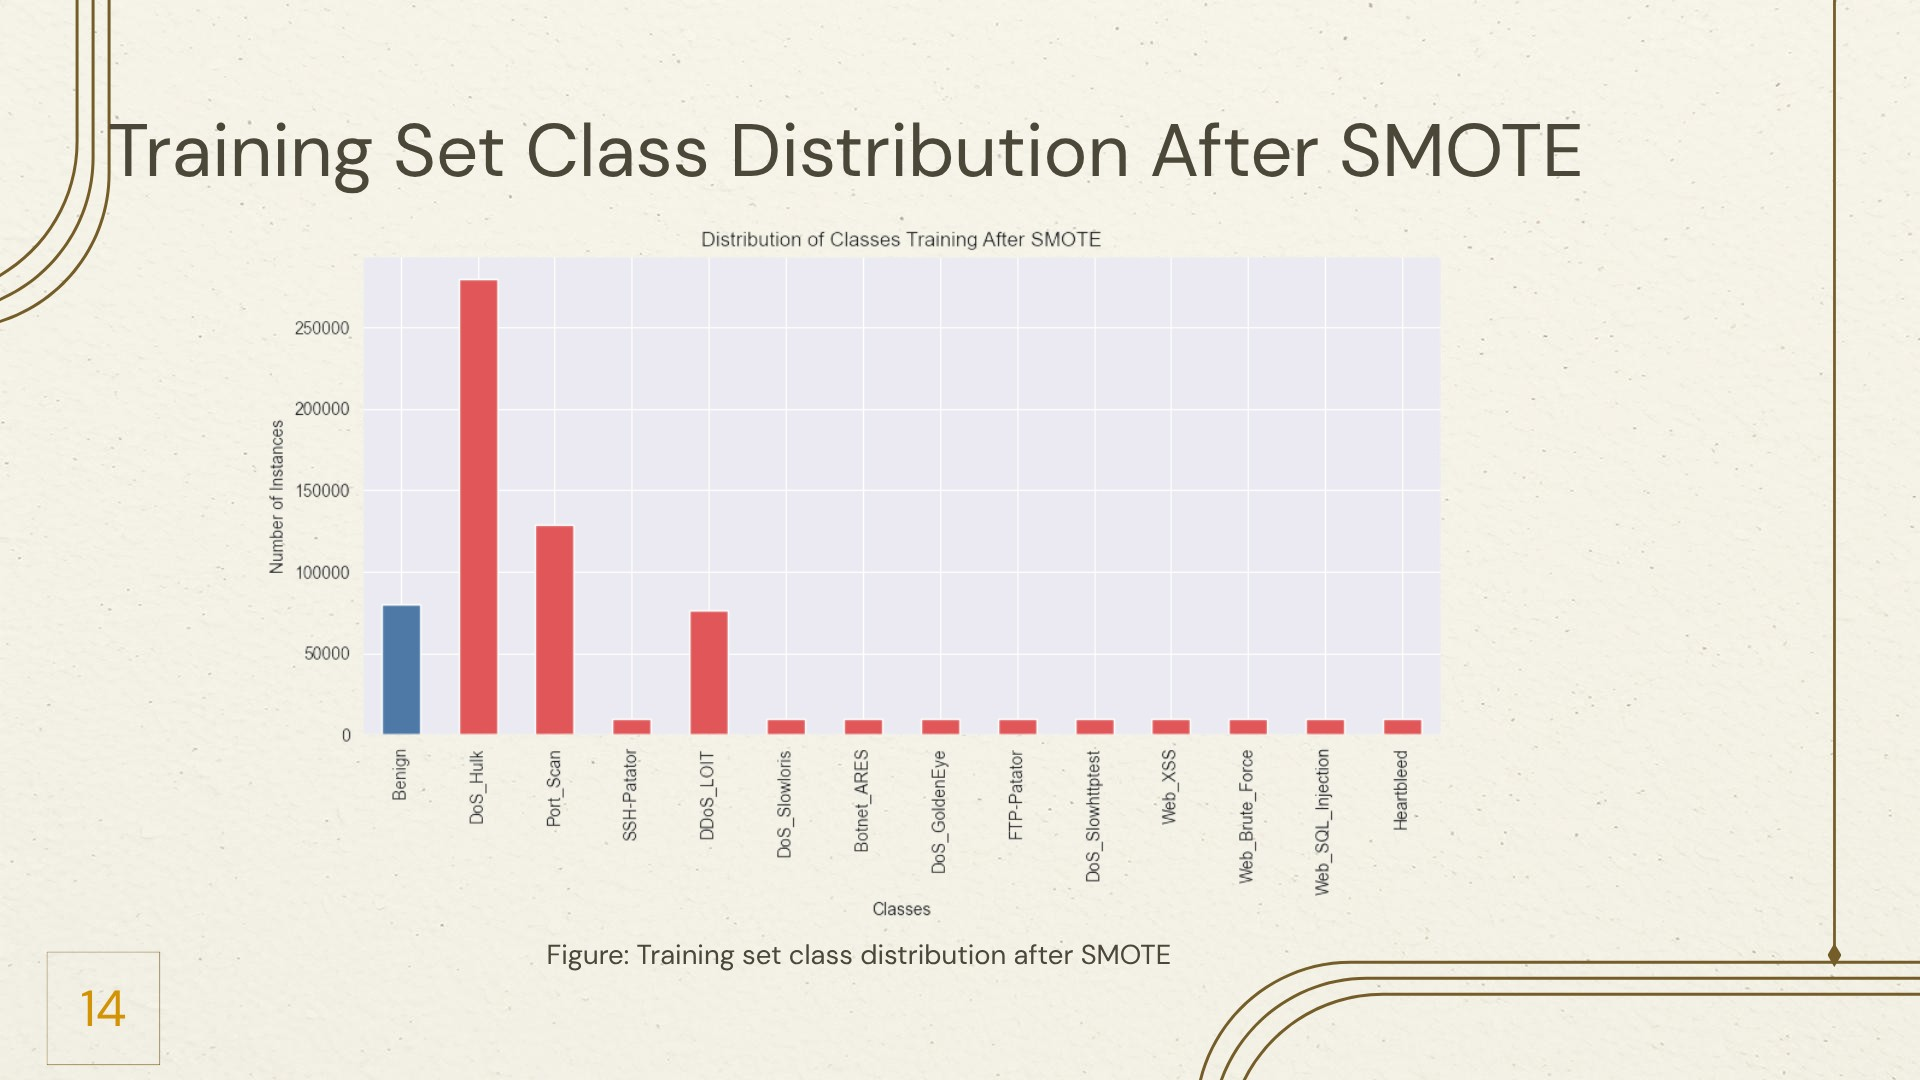 Training Set Class Distribution After SMOTE
Distribution of Classes Training After SMOTE
Number of Instances
250000
200000
150000
100000
50000
0
Benign
DoS_Hulk
Port_Scan
SSH-Patator
DDoS_LOIT
DoS_Slowloris
Botnet_ARES
DoS_GoldenEye
FTP-Patator
DoS_Slowhttptest
Web_XSS
Web_Brute_Force
Web_SQL_Injection
Heartbleed
Classes
Figure: Training set class distribution after SMOTE
14